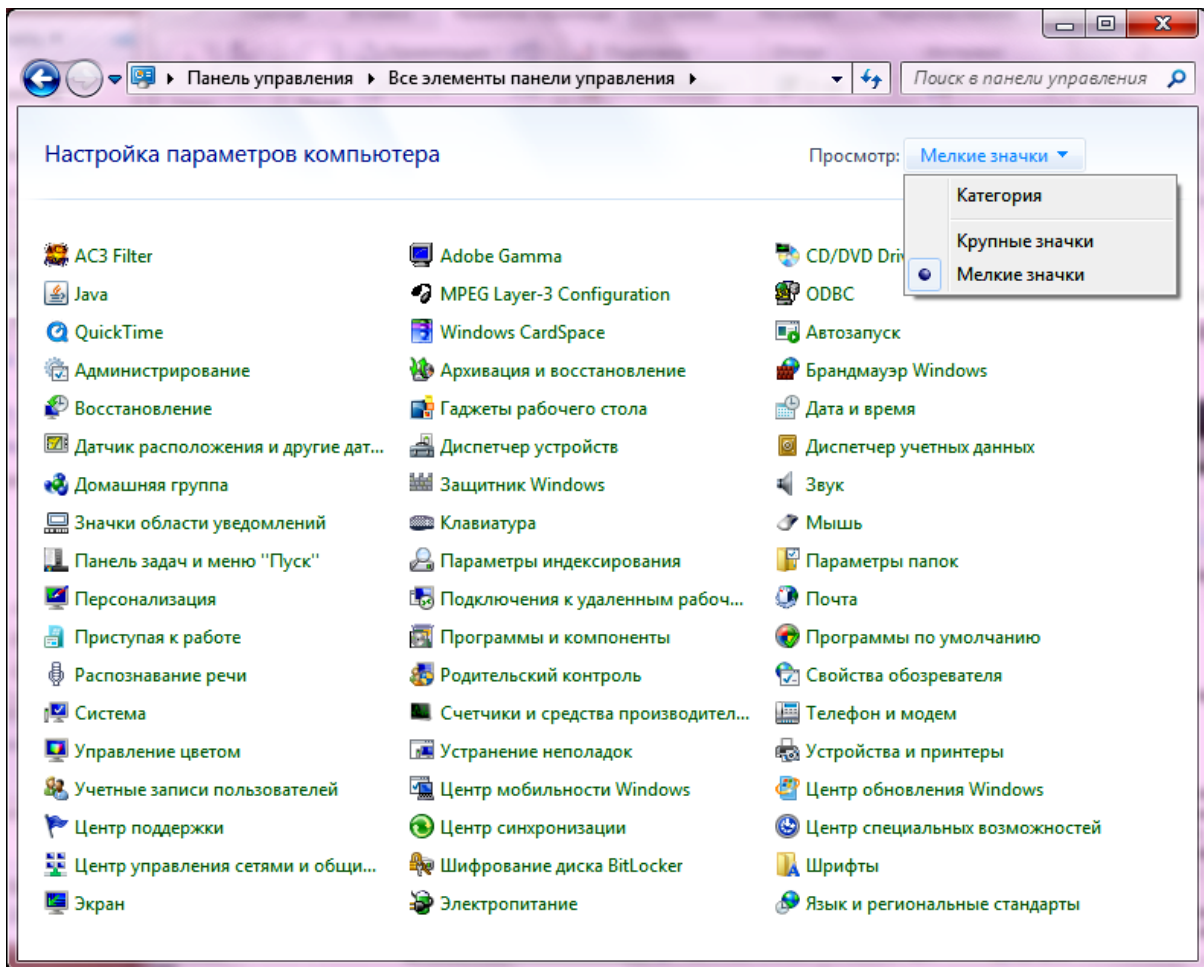 Панель управления Все элементы панели управления
Поиск в панели управления
Настройка параметров компьютера
Просмотр: Мелкие значки
Категория
Крупные значки
Мелкие значки
AC3 Filter Adobe Gamma CD/DVD
Java MPEG Layer-3 Configuration ODBC
QuickTime Windows CardSpace Автозапуск
Администрирование Архивация и восстановление Брандмауэр Windows
Восстановление Гаджеты рабочего стола Дата и время
Датчик расположения и другие дат... Диспетчер устройств Диспетчер учетных данных
Домашняя группа Защитник Windows Звук
Значки области уведомлений Клавиатура Мышь
Панель задач и меню ''Пуск'' Параметры индексирования Параметры папок
Персонализация Подключения к удаленным рабоч... Почта
Приступая к работе Программы и компоненты Программы по умолчанию
Распознавание речи Родительский контроль Свойства обозревателя
Система Счетчики и средства производител... Телефон и модем
Управление цветом Устранение неполадок Устройства и принтеры
Учетные записи пользователей Центр мобильности Windows Центр обновления Windows
Центр поддержки Центр синхронизации Центр специальных возможностей
Центр управления сетями и общи... Шифрование диска BitLocker Шрифты
Экран Электропитание Язык и региональные стандарты